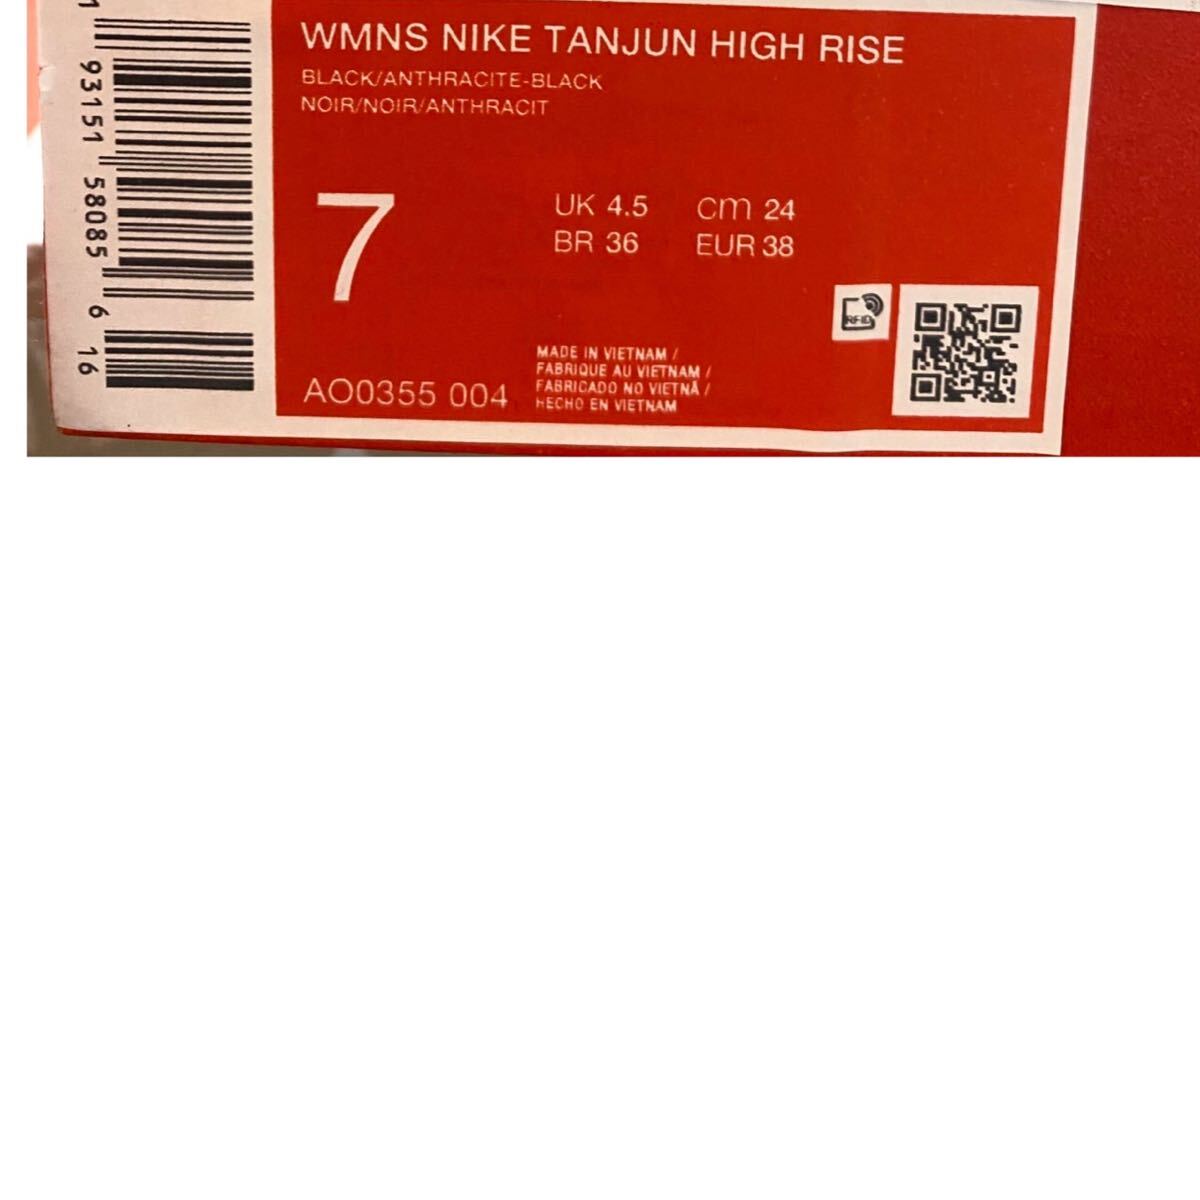 WMNS NIKE TANJUN HIGH RISE
BLACK/ANTHRACITE-BLACK
NOIR/NOIR/ANTHRACIT
7
UK 4.5 cm 24
BR 36 EUR 38
RFID
MADE IN VIETNAM /
FABRIQUE AU VIETNAM /
FABRICADO NO VIETNÃ /
HECHO EN VIETNAM
AO0355 004
1 93151 58085 6 16